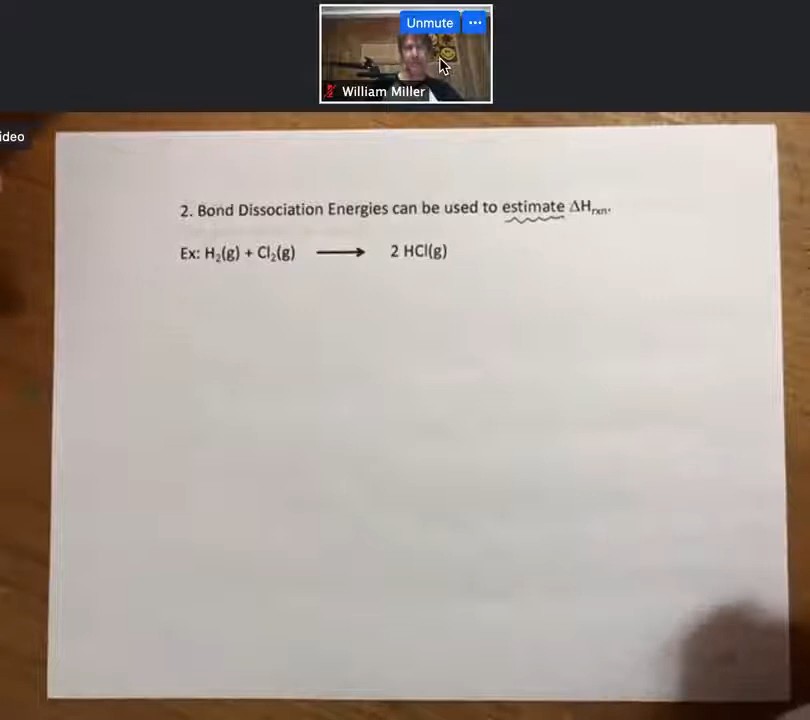 Unmute ...
William Miller
ideo
2. Bond Dissociation Energies can be used to estimate ΔHrxn.
Ex: H₂(g) + Cl₂(g) ⟶ 2 HCl(g)